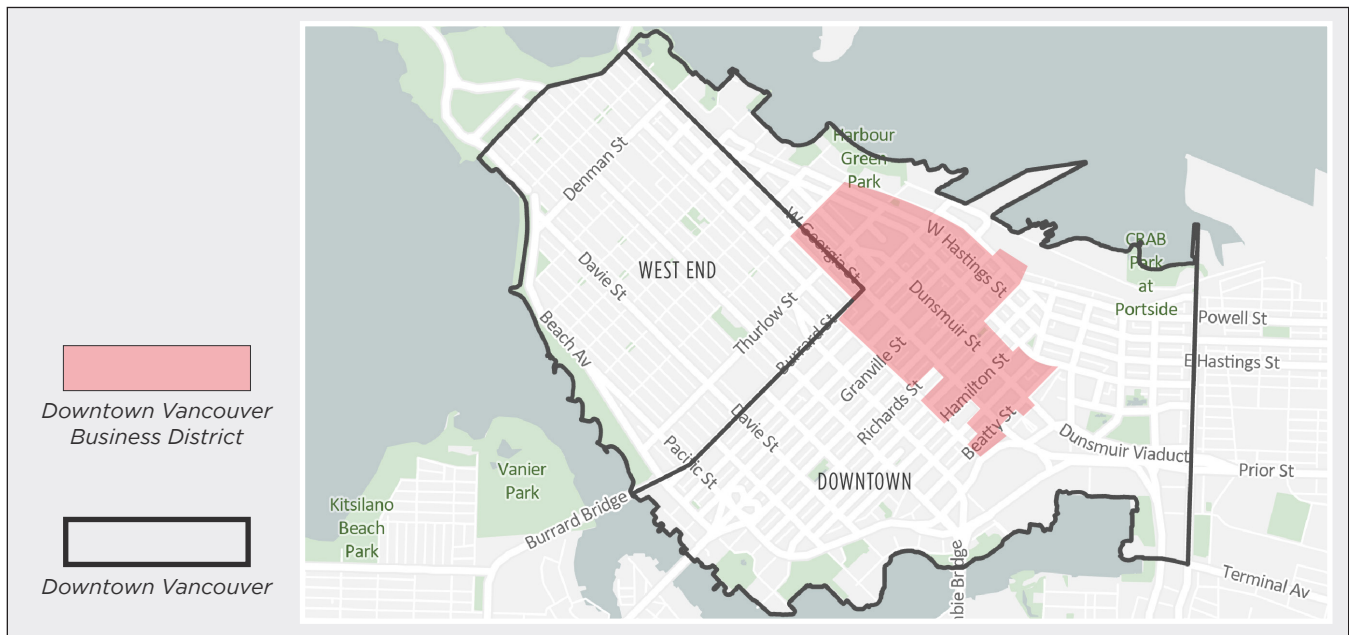 Downtown Vancouver
Business District
Downtown Vancouver
Harbour
Green
Park
W Georgia St
W Hastings St
CRAB
Park
at
Portside
Denman St
WEST END
Davie St
Dunsmuir St
Powell St
Thurlow St
Beach Av
Burrard St
Granville St
E Hastings St
Hamilton St
Richards St
Davie St
Beatty St
Dunsmuir Viaduct
Pacific St
Prior St
DOWNTOWN
Vanier
Park
Kitsilano
Beach
Park
Burrard Bridge
bie Bridge
Terminal Av